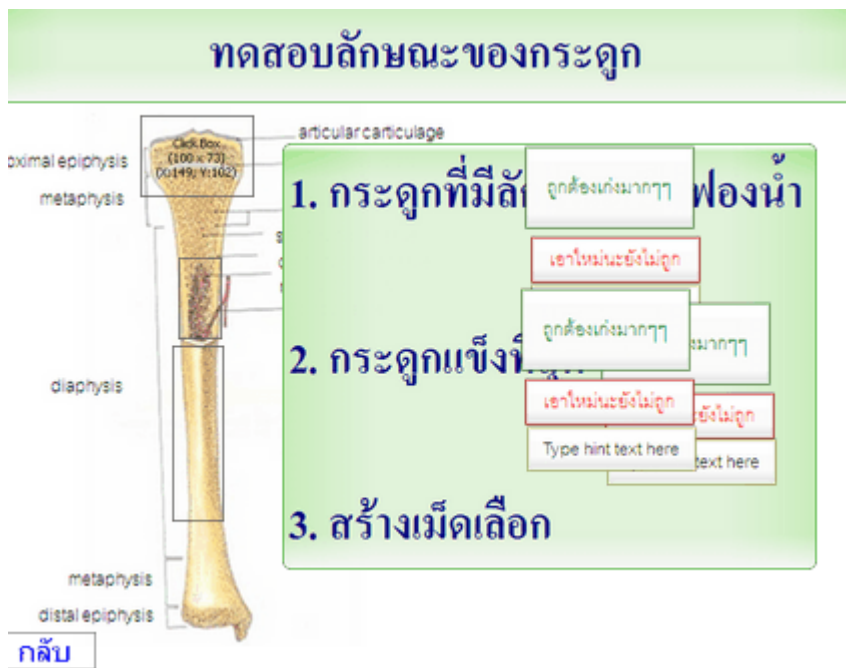 ทดสอบลักษณะของกระดูก
articular carticulage
Click Box
(100 x 73)
(X:149, Y:102)
oximal epiphysis
metaphysis
1. กระดูกที่มีลัก
ฟองน้ำ
ถูกต้องเก่งมากๆๆ
เอาใหม่นะยังไม่ถูก
ถูกต้องเก่งมากๆๆ
งมากๆๆ
2. กระดูกแข็งที่สุด
diaphysis
เอาใหม่นะยังไม่ถูก
ะยังไม่ถูก
Type hint text here
text here
3. สร้างเม็ดเลือก
metaphysis
distal epiphysis
กลับ